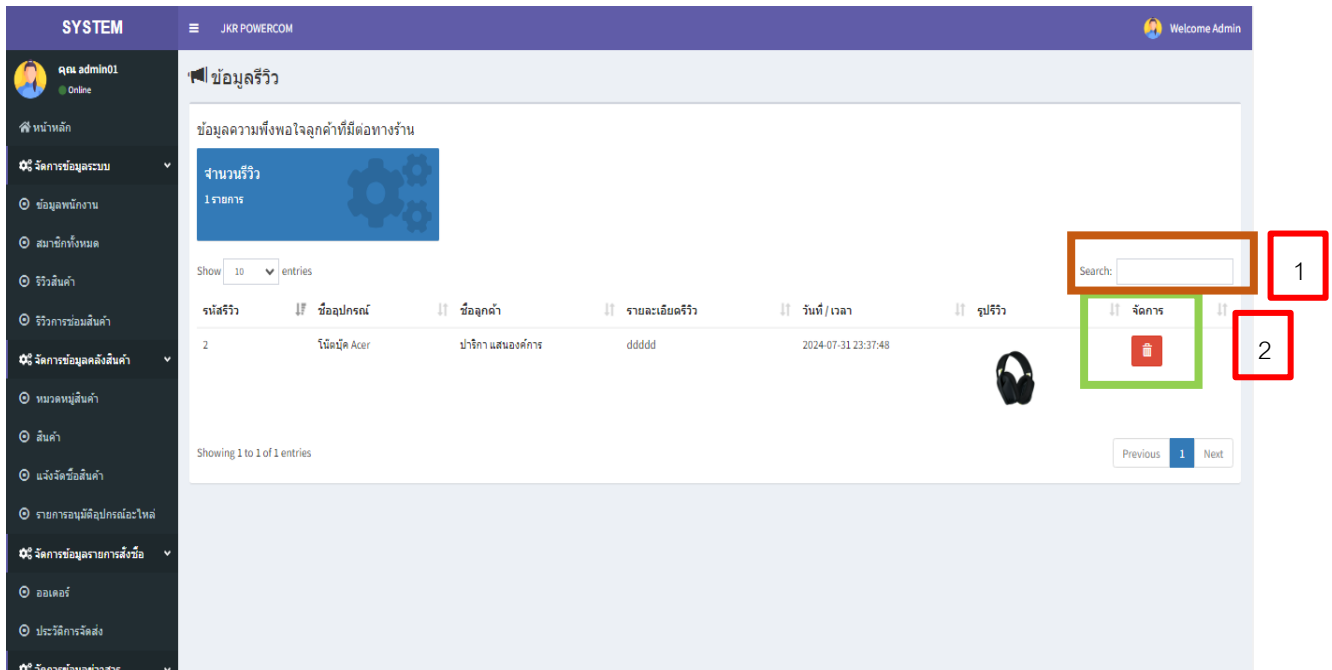 SYSTEM
JKR POWERCOM
Welcome Admin
คุณ admin01
Online
หน้าหลัก
จัดการข้อมูลระบบ
ข้อมูลพนักงาน
สมาชิกทั้งหมด
รีวิวสินค้า
รีวิวการซ่อมสินค้า
จัดการข้อมูลคลังสินค้า
หมวดหมู่สินค้า
สินค้า
แจ้งจัดซื้อสินค้า
รายการอนุมัติอุปกรณ์อะไหล่
จัดการข้อมูลรายการสั่งซื้อ
ออเดอร์
ประวัติการจัดส่ง
จัดการข้อมูลข่าวสาร
ข้อมูลรีวิว
ข้อมูลความพึ่งพอใจลูกค้าที่มีต่อทางร้าน
จำนวนรีวิว
1 รายการ
Show 10 entries
Search:
1
รหัสรีวิว ชื่ออุปกรณ์ ชื่อลูกค้า รายละเอียดรีวิว วันที่ / เวลา รูปรีวิว จัดการ
2 โน๊ตบุ๊ค Acer ปาริกา แสนองค์การ ddddd 2024-07-31 23:37:48
2
Showing 1 to 1 of 1 entries
Previous 1 Next